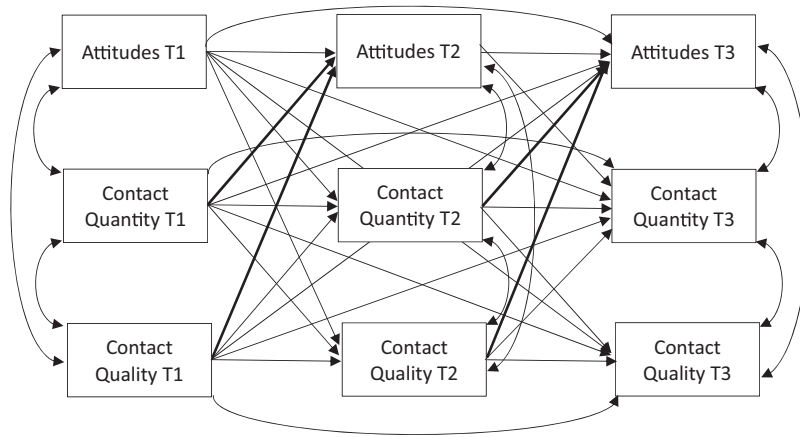 Attitudes T1
Attitudes T2
Attitudes T3
Contact
Quantity T1
Contact
Quantity T2
Contact
Quantity T3
Contact
Quality T1
Contact
Quality T2
Contact
Quality T3